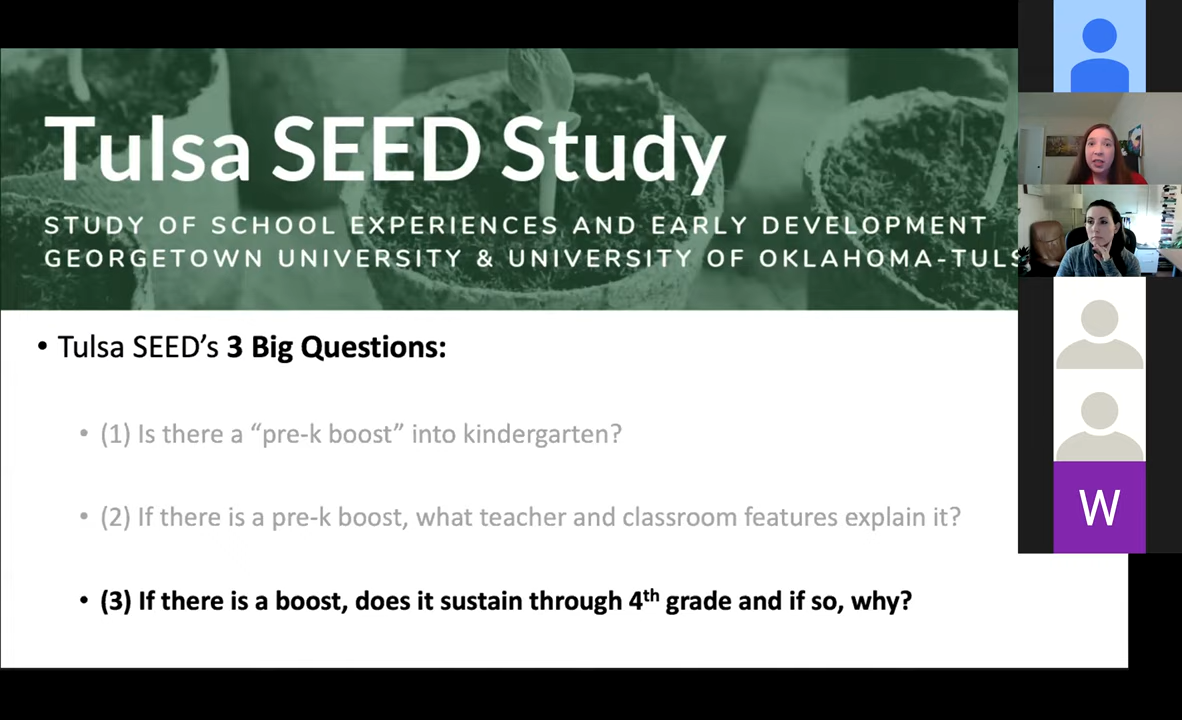 Tulsa SEED Study
STUDY OF SCHOOL EXPERIENCES AND EARLY DEVELOPMENT
GEORGETOWN UNIVERSITY & UNIVERSITY OF OKLAHOMA-TULS
• Tulsa SEED’s 3 Big Questions:
• (1) Is there a “pre-k boost” into kindergarten?
• (2) If there is a pre-k boost, what teacher and classroom features explain it?
• (3) If there is a boost, does it sustain through 4th grade and if so, why?
W